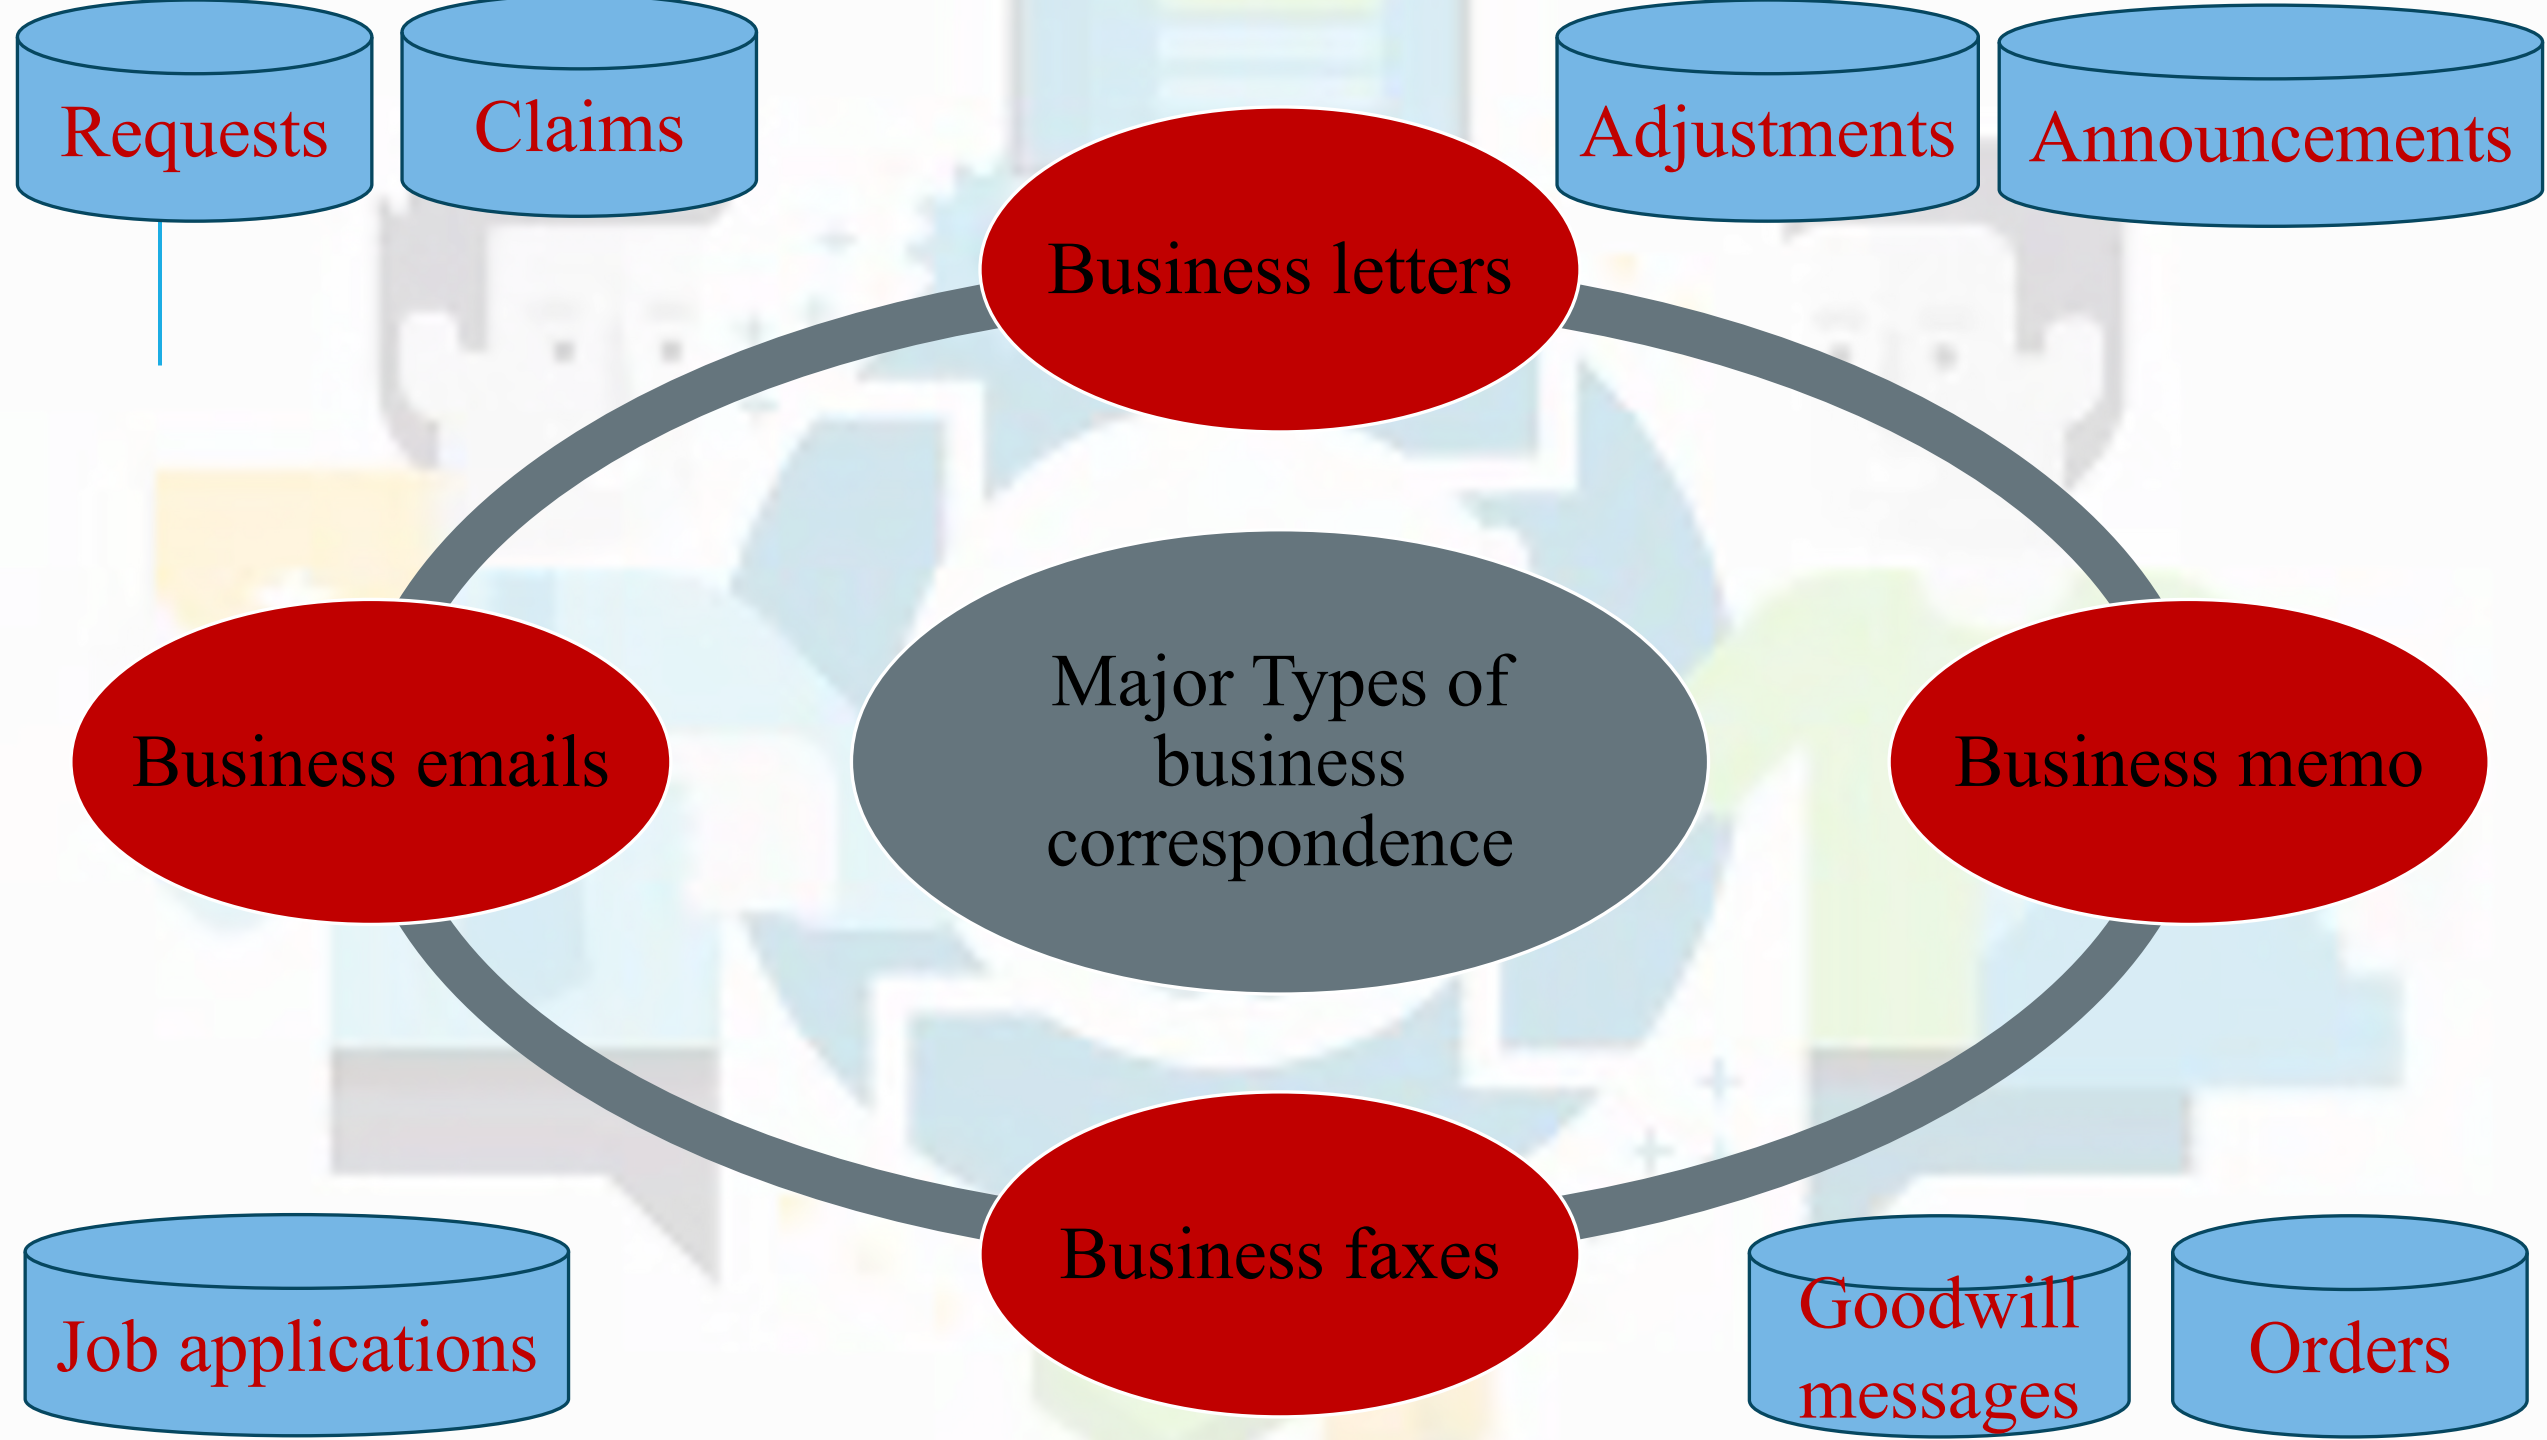 Requests
Claims
Adjustments
Announcements
Business letters
Business emails
Major Types of
business
correspondence
Business memo
Business faxes
Job applications
Goodwill
messages
Orders